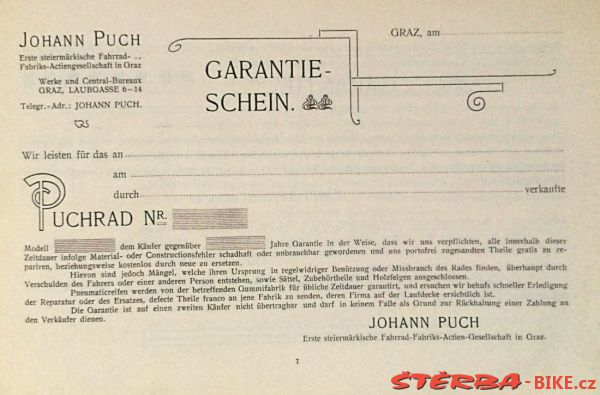 JOHANN PUCH
Erste steiermärkische Fahrrad- ..
Fabriks-Actiengesellschaft in Graz
Werke und Central-Bureaux
GRAZ, LAUBGASSE 6–14
Telegr.-Adr.: JOHANN PUCH.
GRAZ, am
GARANTIE-
SCHEIN.
Wir leisten für das an
am
durch verkaufte
PUCHRAD NR.
Modell dem Käufer gegenüber Jahre Garantie in der Weise, dass wir uns verpflichten, alle innerhalb dieser
Zeitdauer infolge Material- oder Constructionsfehler schadhaft oder unbrauchbar gewordenen und uns portofrei zugesandten Theile gratis zu re-
pariren, beziehungsweise kostenlos durch neue zu ersetzen.
Hievon sind jedoch Mängel, welche ihren Ursprung in regelwidriger Benützung oder Missbrauch des Rades finden, überhaupt durch
Verschulden des Fahrers oder einer anderen Person entstehen, sowie Sättel, Zubehörtheile und Holzfelgen ausgeschlossen.
Pneumaticreifen werden von der betreffenden Gummifabrik für übliche Zeitdauer garantirt, und ersuchen wir behufs schneller Erledigung
der Reparatur oder des Ersatzes, defecte Theile franco an jene Fabrik zu senden, deren Firma auf der Laufdecke ersichtlich ist.
Die Garantie ist auf einen zweiten Käufer nicht übertragbar und darf in keinem Falle als Grund zur Rückhaltung einer Zahlung an
den Verkäufer dienen.
JOHANN PUCH
Erste steiermärkische Fahrrad-Fabriks-Actien-Gesellschaft in Graz.
7
ŠTĚRBA-BIKE.cz